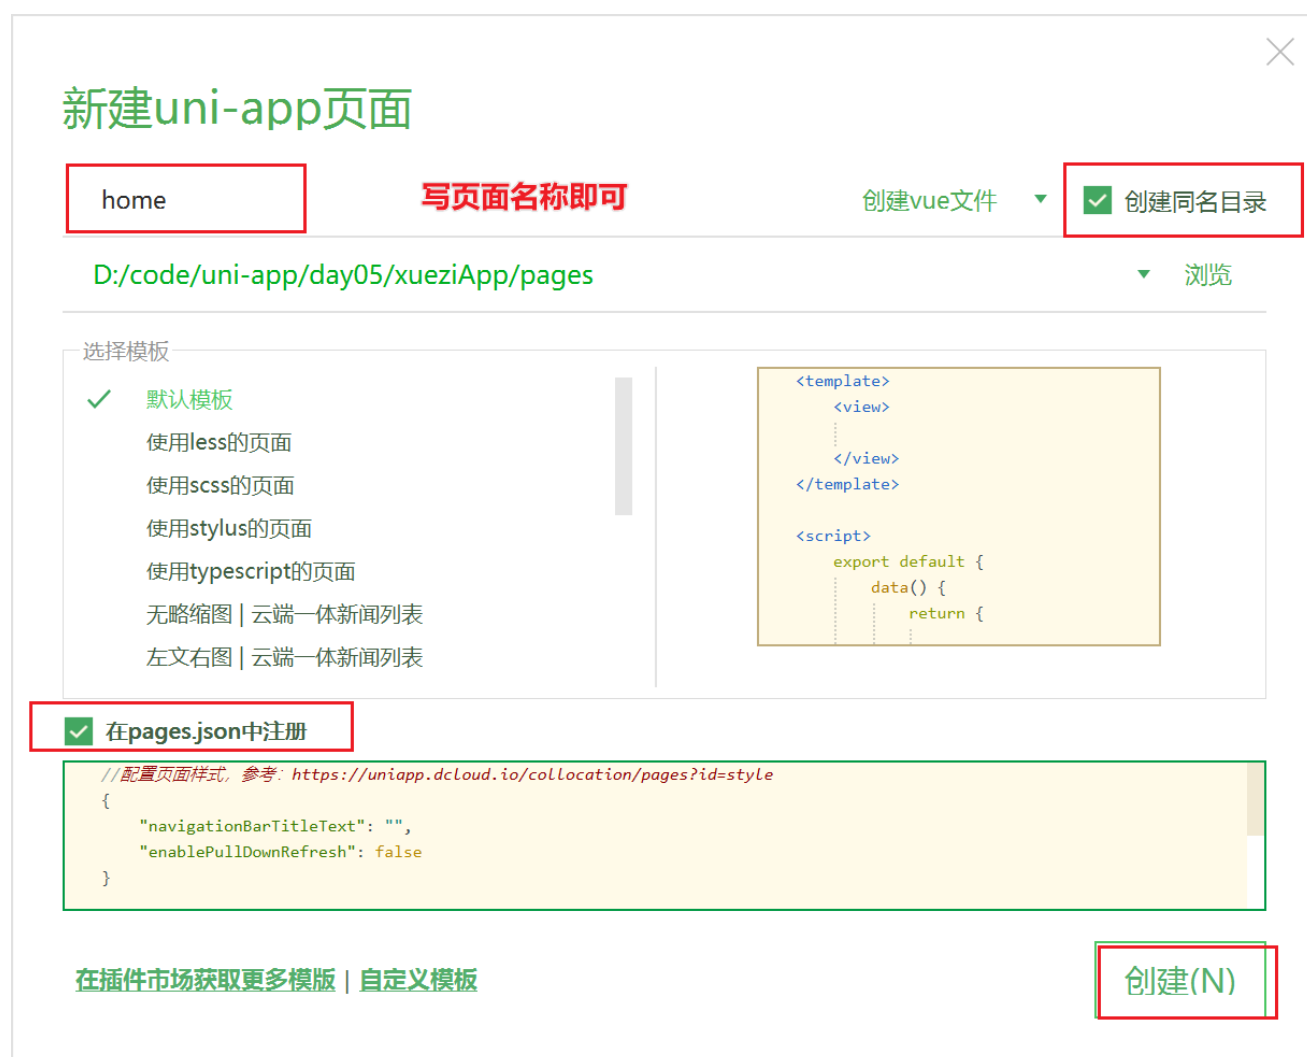 新建uni-app页面
home 写页面名称即可 创建vue文件 创建同名目录
D:/code/uni-app/day05/xueziApp/pages 浏览
选择模板
默认模板
使用less的页面
使用scss的页面
使用stylus的页面
使用typescript的页面
无略缩图 | 云端一体新闻列表
左文右图 | 云端一体新闻列表
<template>
<view>
</view>
</template>
<script>
export default {
data() {
return {
在pages.json中注册
//配置页面样式，参考：https://uniapp.dcloud.io/collocation/pages?id=style
{
"navigationBarTitleText": "",
"enablePullDownRefresh": false
}
在插件市场获取更多模版 | 自定义模板
创建(N)